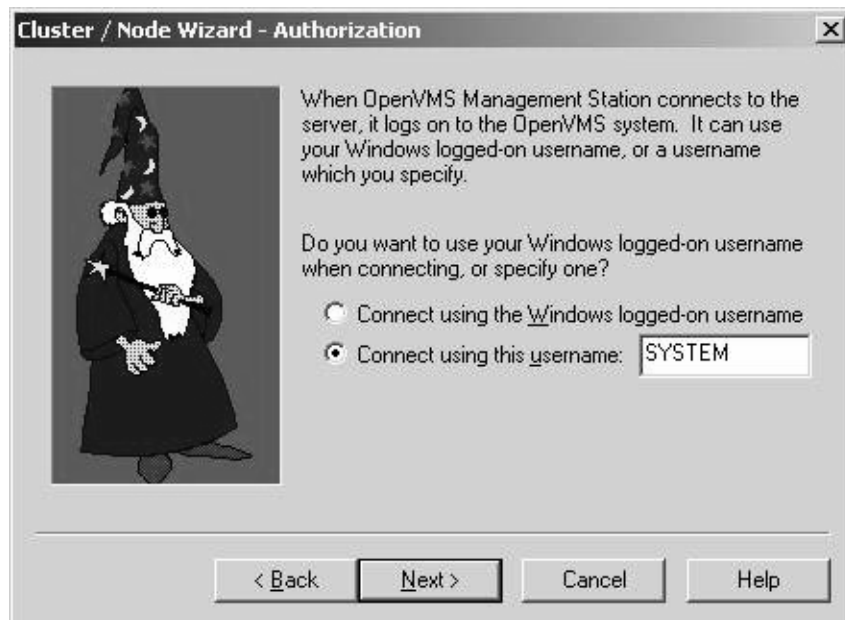 Cluster / Node Wizard - Authorization
When OpenVMS Management Station connects to the
server, it logs on to the OpenVMS system. It can use
your Windows logged-on username, or a username
which you specify.
Do you want to use your Windows logged-on username
when connecting, or specify one?
Connect using the Windows logged-on username
Connect using this username: SYSTEM
< Back Next > Cancel Help